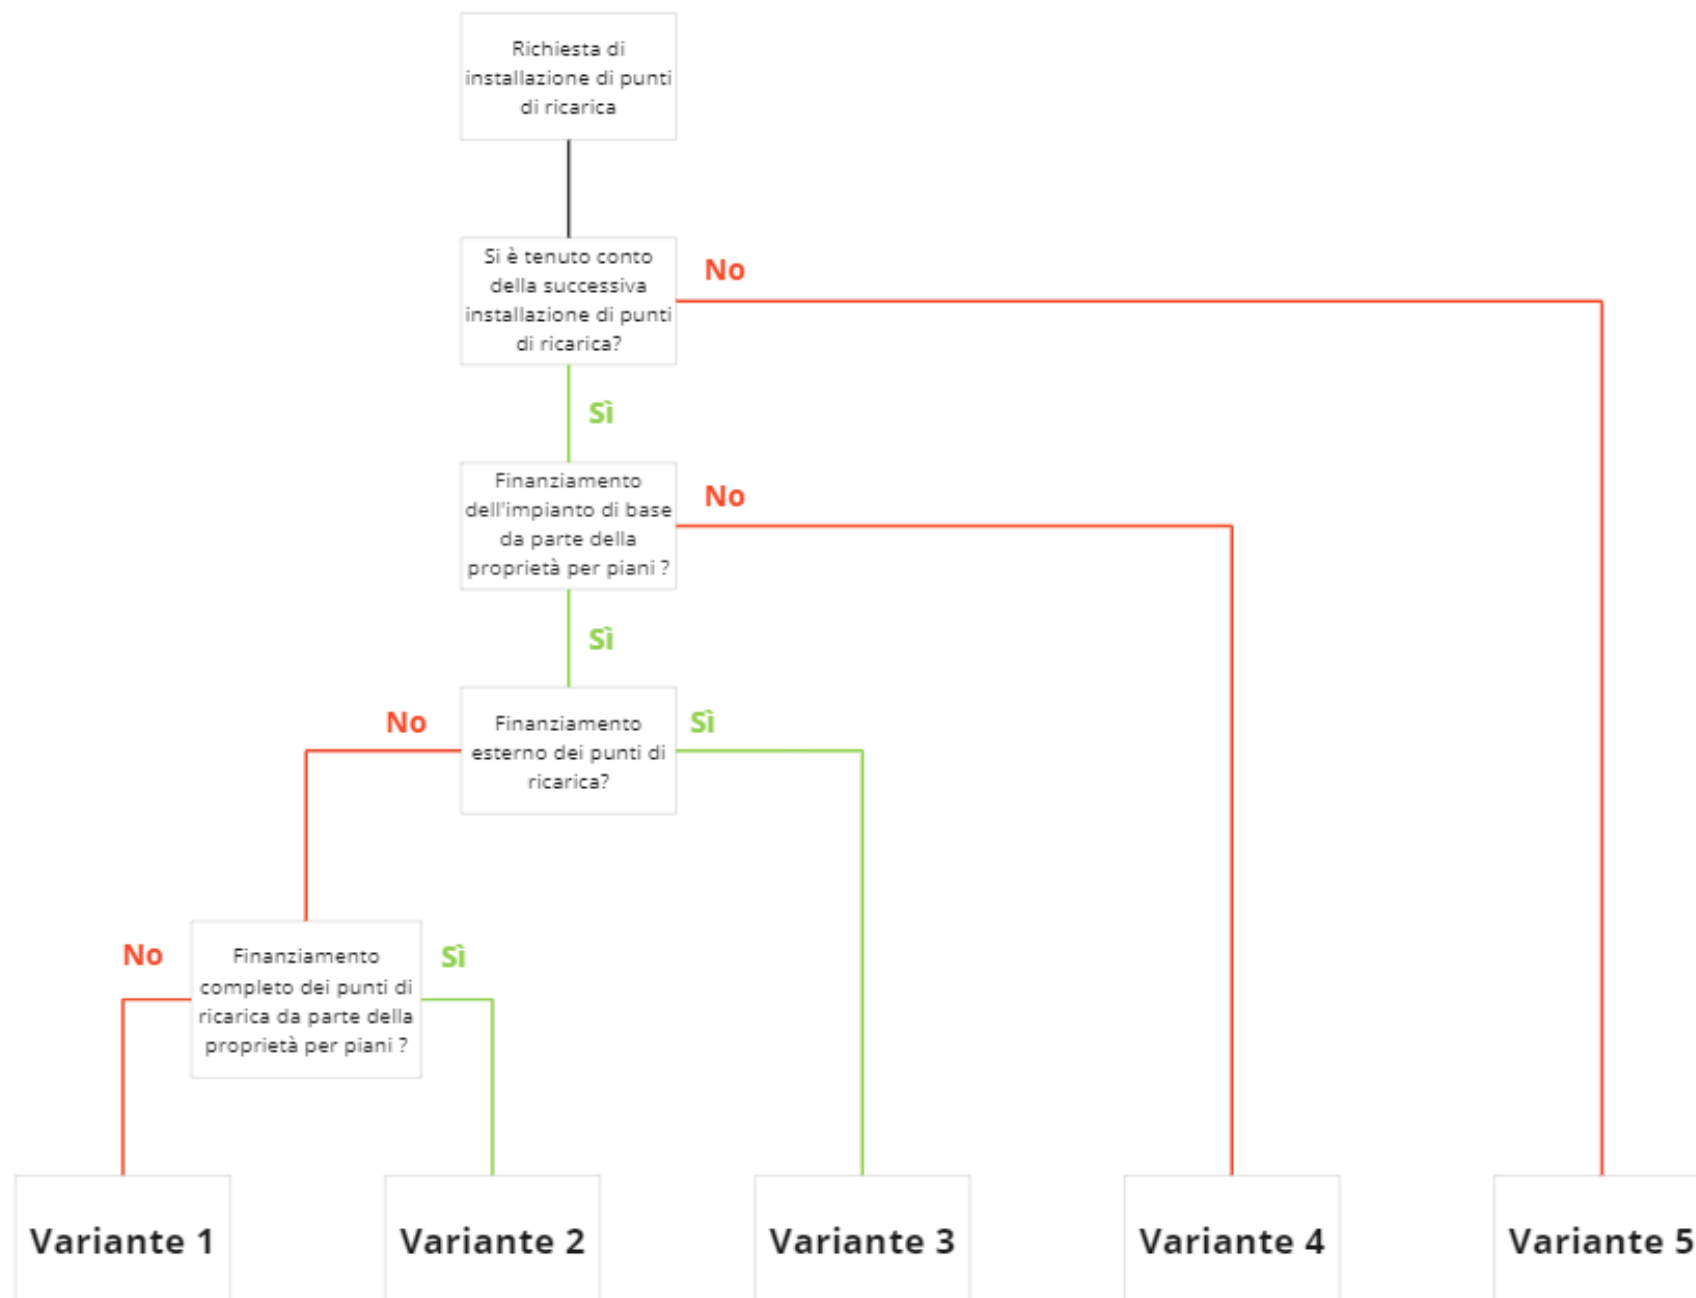 Richiesta di
installazione di punti
di ricarica
Si è tenuto conto
della successiva
installazione di punti
di ricarica?
No
Sì
Finanziamento
dell'impianto di base
da parte della
proprietà per piani ?
No
Sì
No
Finanziamento
esterno dei punti di
ricarica?
Sì
No
Finanziamento
completo dei punti di
ricarica da parte della
proprietà per piani ?
Sì
Variante 1
Variante 2
Variante 3
Variante 4
Variante 5